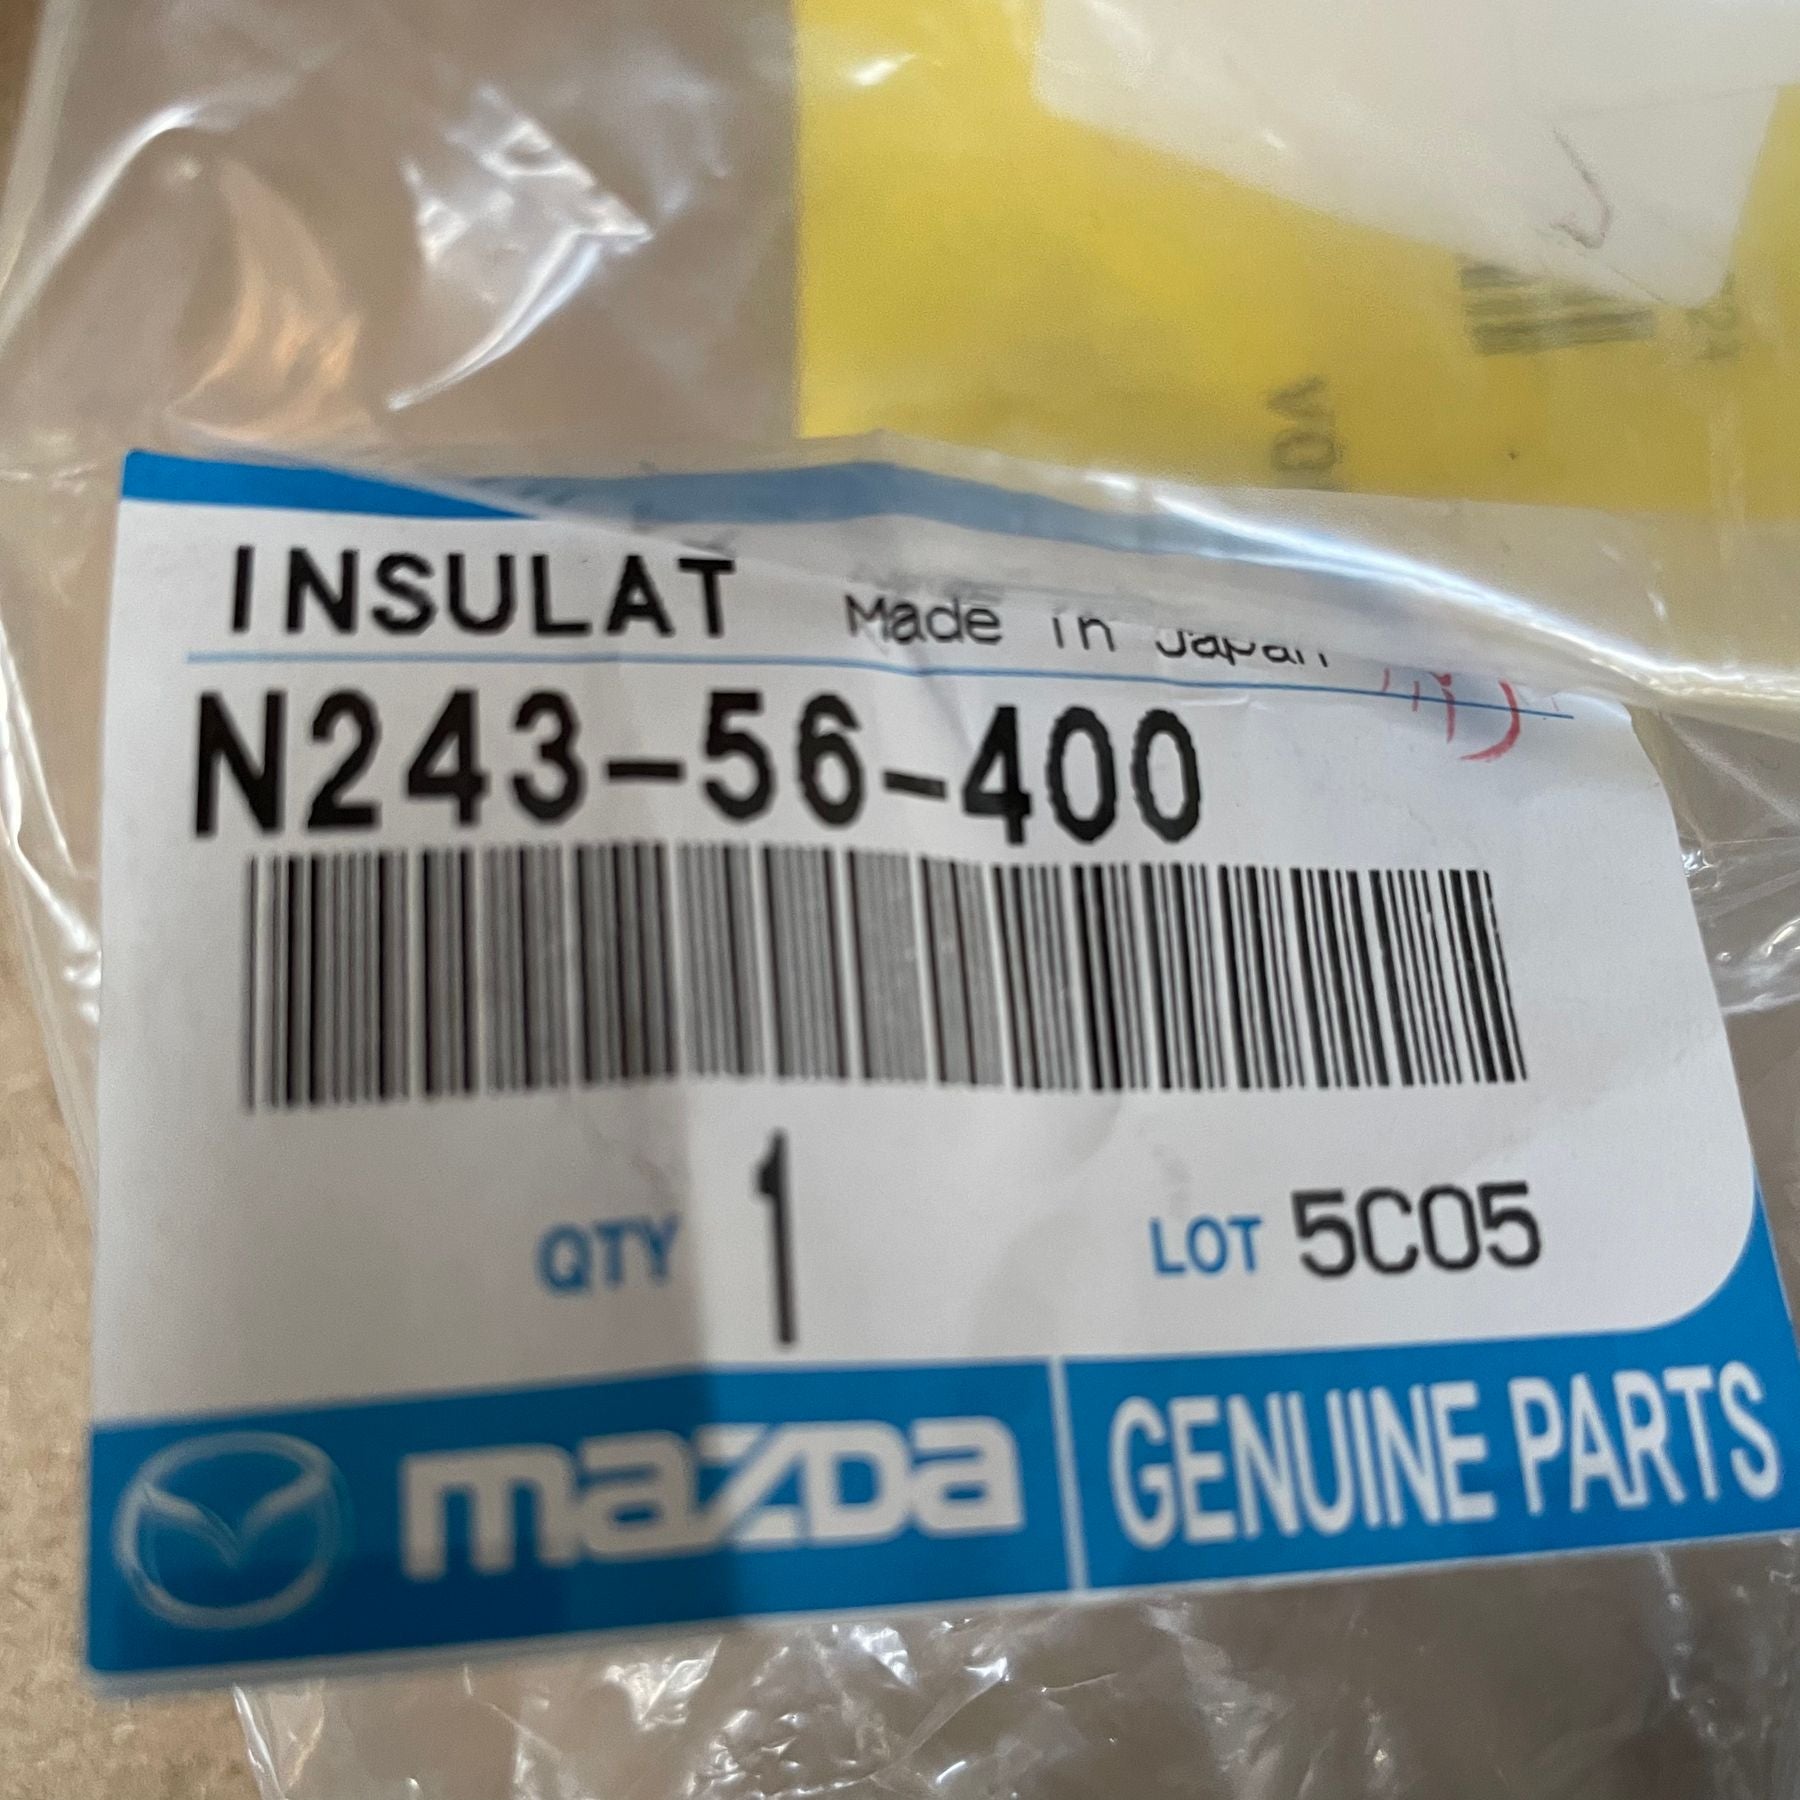 INSULAT Made in Japan
N243-56-400
QTY 1 LOT 5C05
mazda GENUINE PARTS